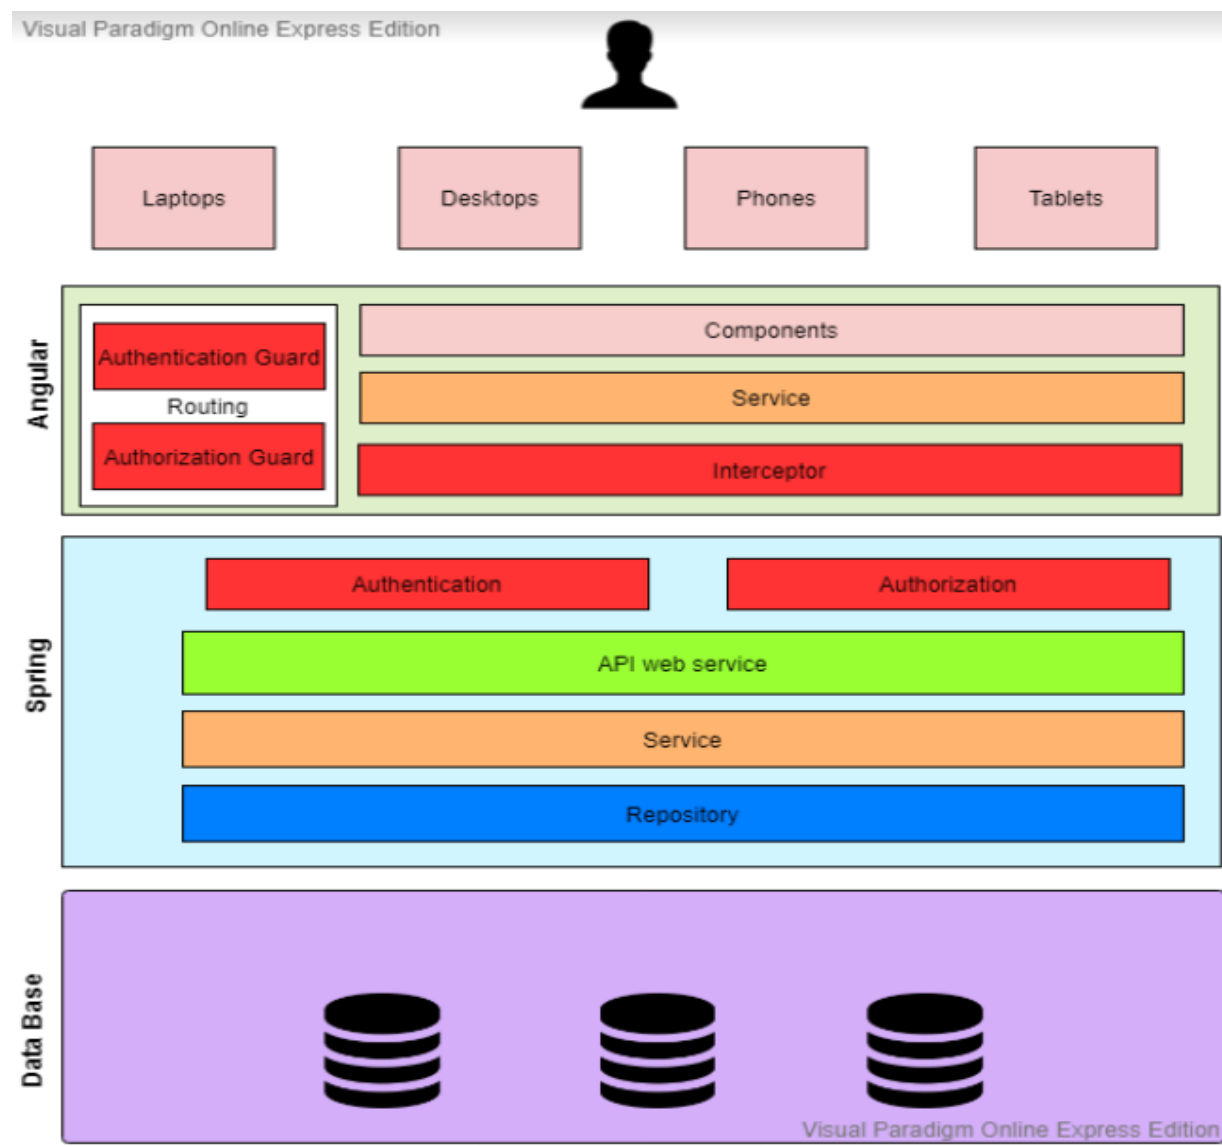 Visual Paradigm Online Express Edition
Laptops
Desktops
Phones
Tablets
Angular
Authentication Guard
Routing
Authorization Guard
Components
Service
Interceptor
Spring
Authentication
Authorization
API web service
Service
Repository
Data Base
Visual Paradigm Online Express Edition